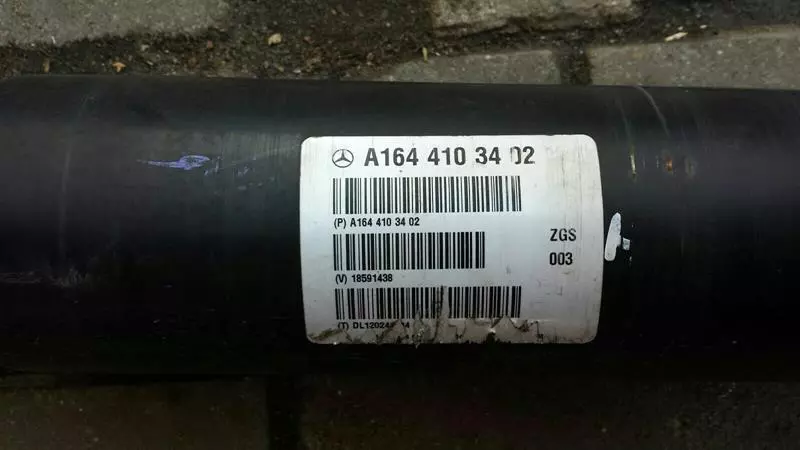 A164 410 34 02
(P) A164 410 34 02
ZGS
003
(V) 18591438
(T)